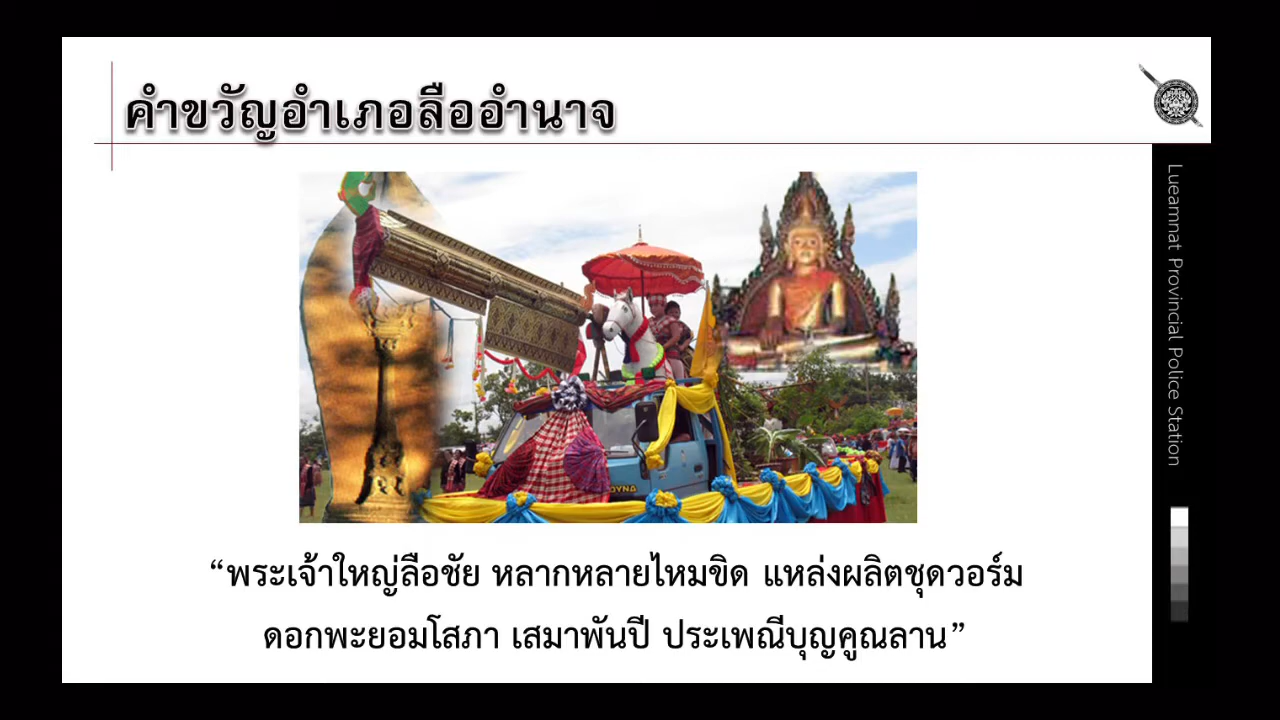 คำขวัญอำเภอลืออำนาจ
Lueamnat Provincial Police Station
DYNA
“พระเจ้าใหญ่ลือชัย หลากหลายไหมขิด แหล่งผลิตชุดวอร์ม
ดอกพะยอมโสภา เสมาพันปี ประเพณีบุญคูณลาน”